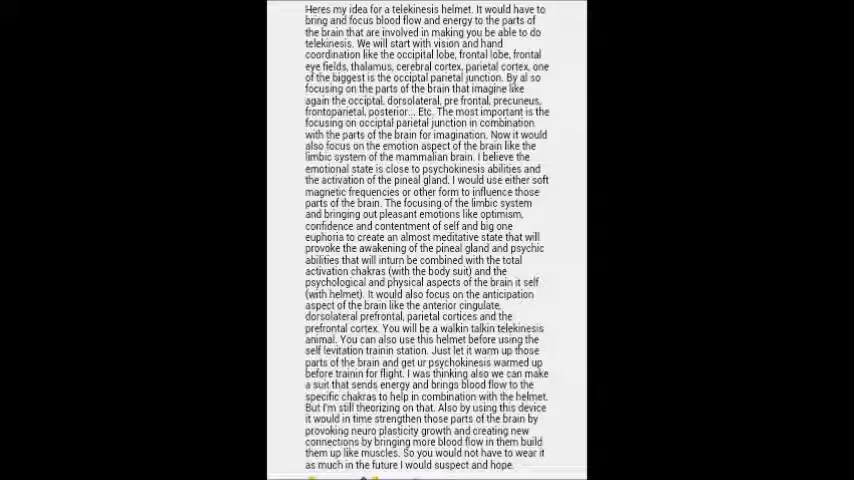 Heres my idea for a telekinesis helmet. It would have to
bring and focus blood flow and energy to the parts of
the brain that are involved in making you be able to do
telekinesis. We will start with vision and hand
coordination like the occipital lobe, frontal lobe, frontal
eye fields, thalamus, cerebral cortex, parietal cortex, one
of the biggest is the occiptal parietal junction. By al so
focusing on the parts of the brain that imagine like
again the occiptal, dorsolateral, pre frontal, precuneus,
frontoparietal, posterior... Etc. The most important is the
focusing on occiptal parietal junction in combination
with the parts of the brain for imagination. Now it would
also focus on the emotion aspect of the brain like the
limbic system of the mammalian brain. I believe the
emotional state is close to psychokinesis abilities and
the activation of the pineal gland. I would use either soft
magnetic frequencies or other form to influence those
parts of the brain. The focusing of the limbic system
and bringing out pleasant emotions like optimism,
confidence and contentment of self and big one
euphoria to create an almost meditative state that will
provoke the awakening of the pineal gland and psychic
abilities that will inturn be combined with the total
activation chakras (with the body suit) and the
psychological and physical aspects of the brain it self
(with helmet). It would also focus on the anticipation
aspect of the brain like the anterior cingulate,
dorsolateral prefrontal, parietal cortices and the
prefrontal cortex. You will be a walkin talkin telekinesis
animal. You can also use this helmet before using the
self levitation trainin station. Just let it warm up those
parts of the brain and get ur psychokinesis warmed up
before trainin for flight. I was thinking also we can make
a suit that sends energy and brings blood flow to the
specific chakras to help in combination with the helmet.
But I'm still theorizing on that. Also by using this device
it would in time strengthen those parts of the brain by
provoking neuro plasticity growth and creating new
connections by bringing more blood flow in them build
them up like muscles. So you would not have to wear it
as much in the future I would suspect and hope.